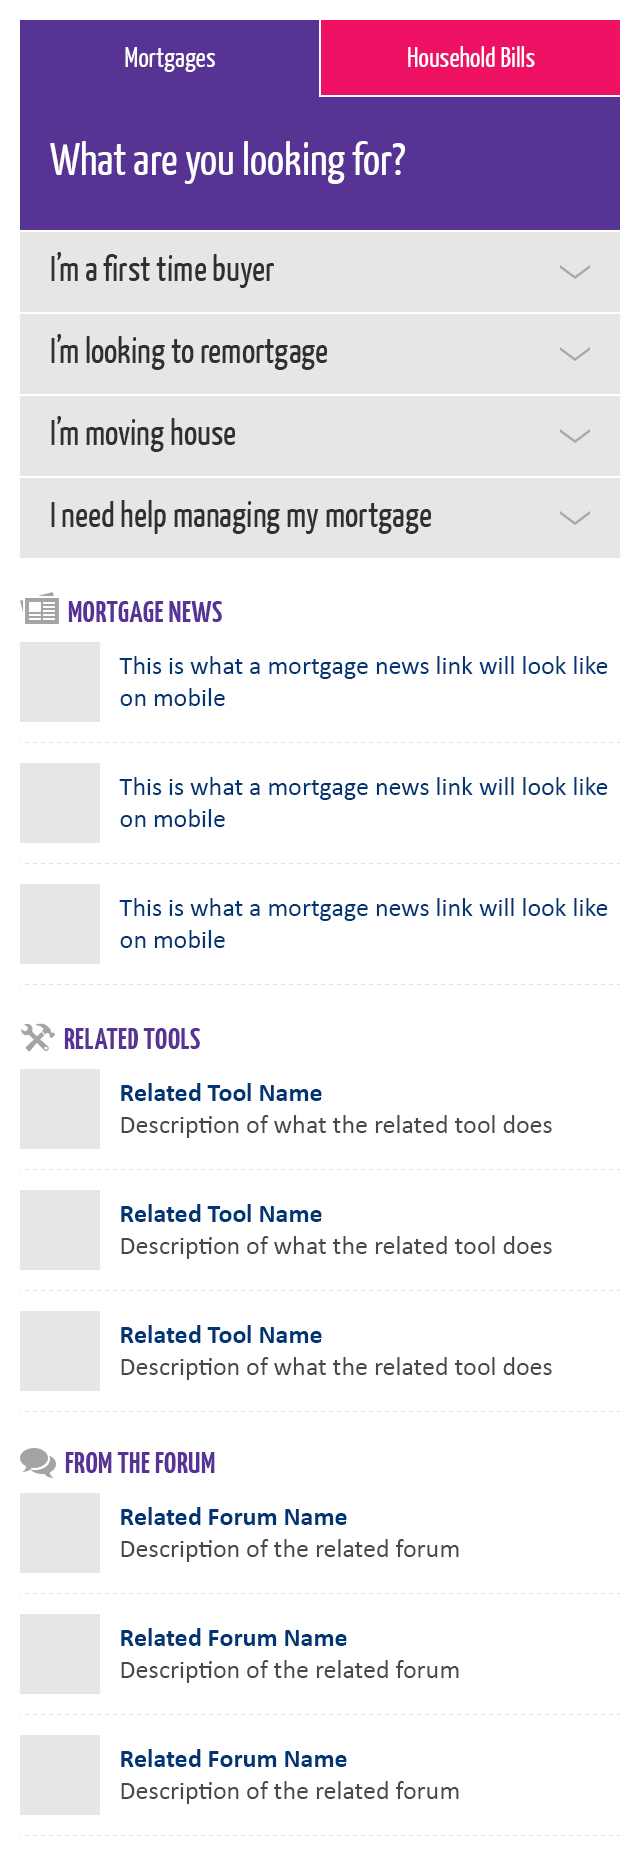 Mortgages
Household Bills
What are you looking for?
I'm a first time buyer
I'm looking to remortgage
I'm moving house
I need help managing my mortgage
MORTGAGE NEWS
This is what a mortgage news link will look like
on mobile
This is what a mortgage news link will look like
on mobile
This is what a mortgage news link will look like
on mobile
RELATED TOOLS
Related Tool Name
Description of what the related tool does
Related Tool Name
Description of what the related tool does
Related Tool Name
Description of what the related tool does
FROM THE FORUM
Related Forum Name
Description of the related forum
Related Forum Name
Description of the related forum
Related Forum Name
Description of the related forum